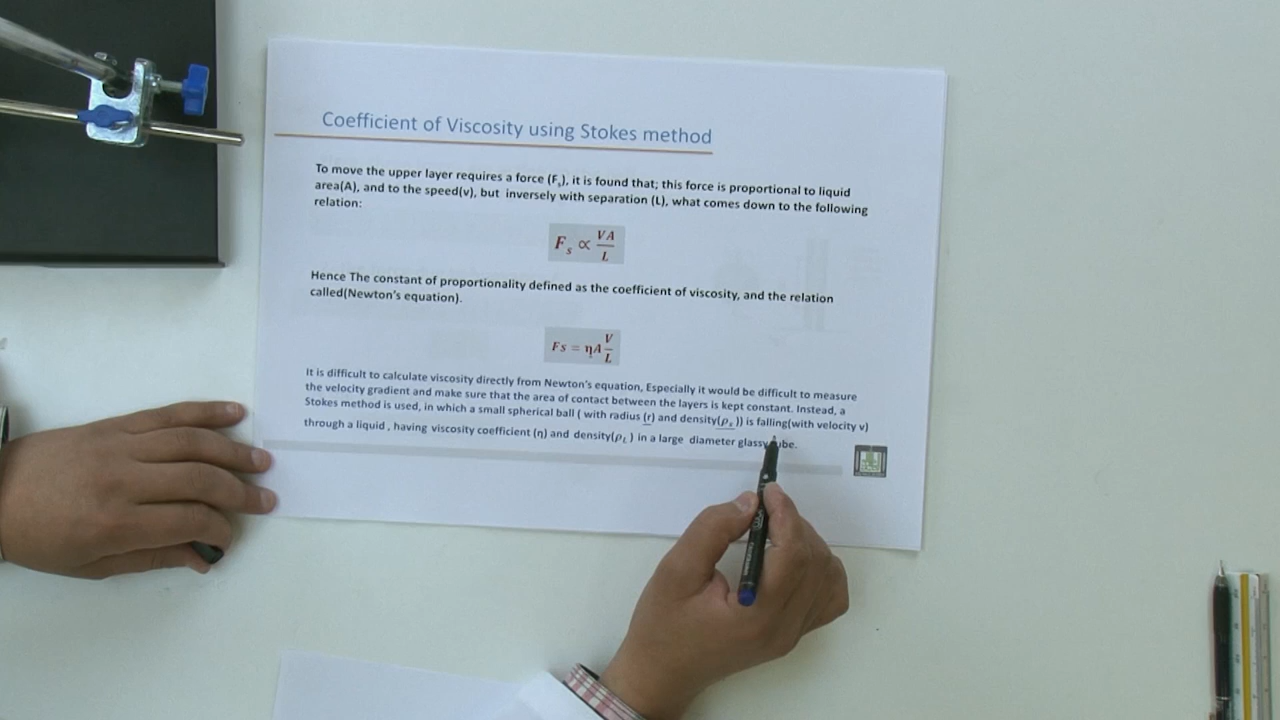 Coefficient of Viscosity using Stokes method
To move the upper layer requires a force (Fs), it is found that; this force is proportional to liquid
area(A), and to the speed(v), but inversely with separation (L), what comes down to the following
relation:
Fs ∝ VA/L
Hence The constant of proportionality defined as the coefficient of viscosity, and the relation
called(Newton's equation).
Fs = ηA V/L
It is difficult to calculate viscosity directly from Newton's equation, Especially it would be difficult to measure
the velocity gradient and make sure that the area of contact between the layers is kept constant. Instead, a
Stokes method is used, in which a small spherical ball ( with radius (r) and density(ρs)) is falling(with velocity v)
through a liquid , having viscosity coefficient (η) and density(ρL) in a large diameter glassy